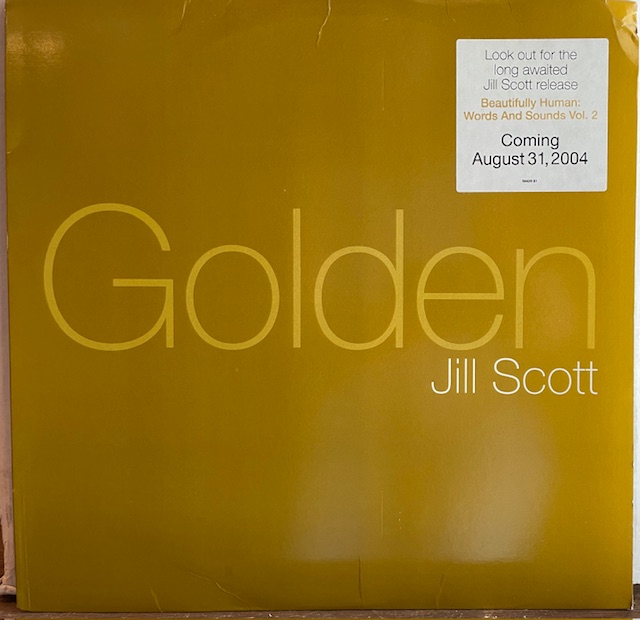 Look out for the
long awaited
Jill Scott release
Beautifully Human:
Words And Sounds Vol. 2
Coming
August 31, 2004
Golden
Jill Scott